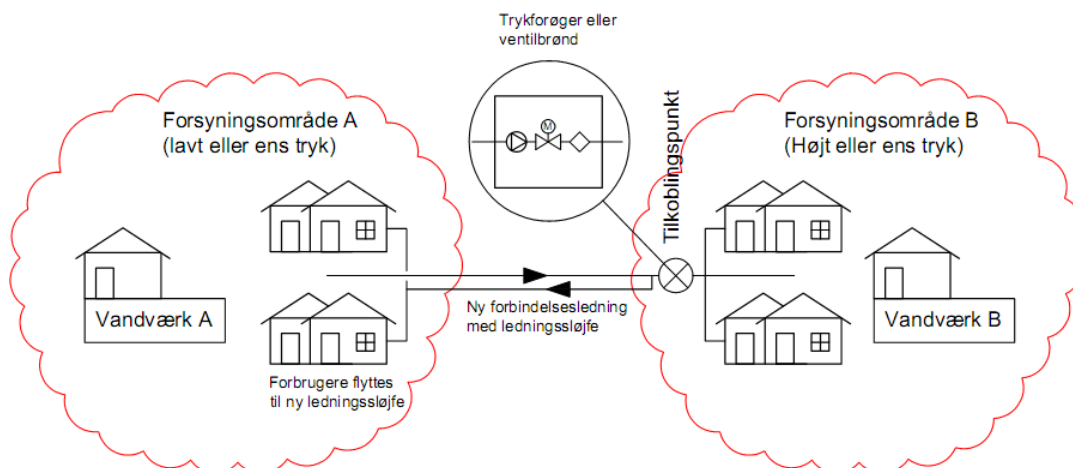 Trykforøger eller
ventilbrønd
M
Forsyningsområde A
(lavt eller ens tryk)
Tilkoblingspunkt
Forsyningsområde B
(Højt eller ens tryk)
Vandværk A
Ny forbindelsesledning
med ledningssløjfe
Vandværk B
Forbrugere flyttes
til ny ledningssløjfe